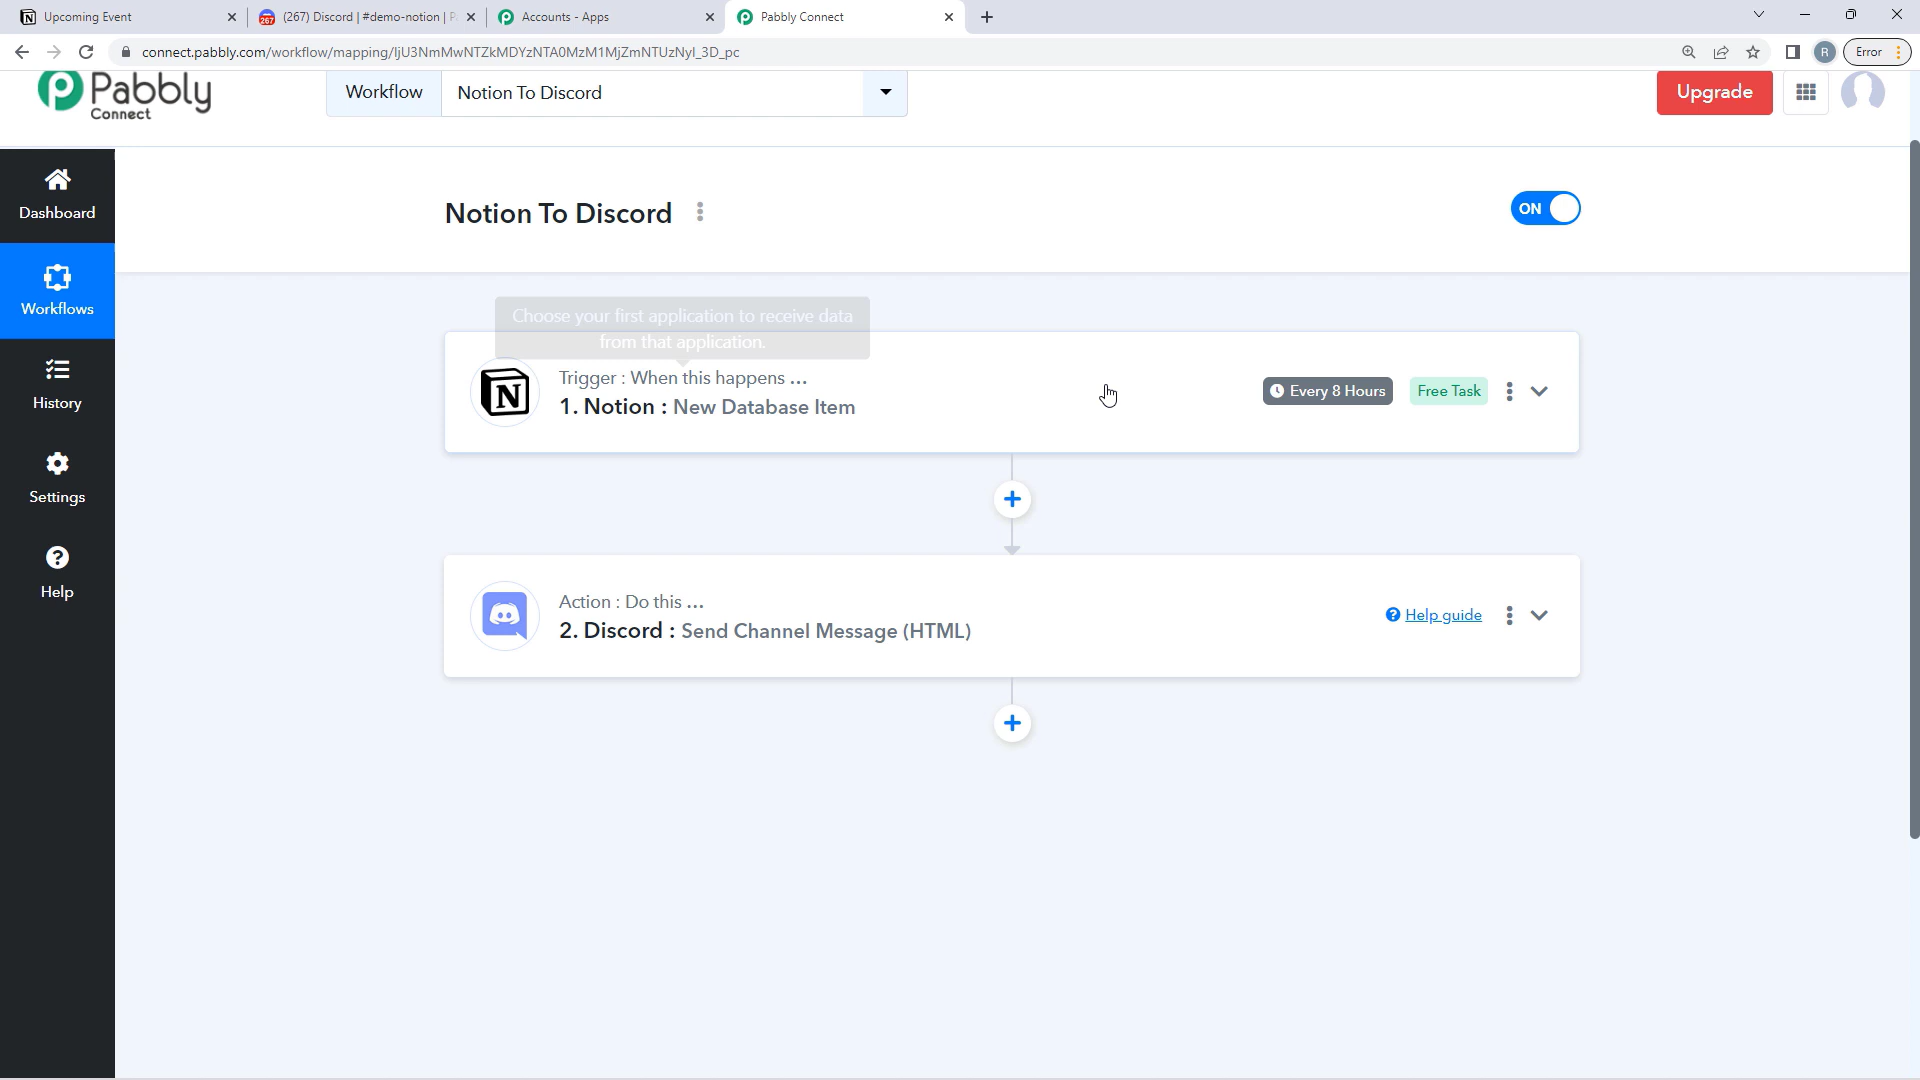 Upcoming Event
(267) Discord | #demo-notion |
Accounts - Apps
Pabbly Connect
connect.pabbly.com/workflow/mapping/IjU3NmMwNTZkMDYzNTA0MzM1MjZmNTUzNyI_3D_pc
R
Error
Pabbly
Connect
Workflow
Notion To Discord
Upgrade
Dashboard
Workflows
History
Settings
Help
Notion To Discord
ON
Choose your first application to receive data
from that application.
Trigger : When this happens ...
1. Notion : New Database Item
Every 8 Hours
Free Task
Action : Do this ...
2. Discord : Send Channel Message (HTML)
Help guide